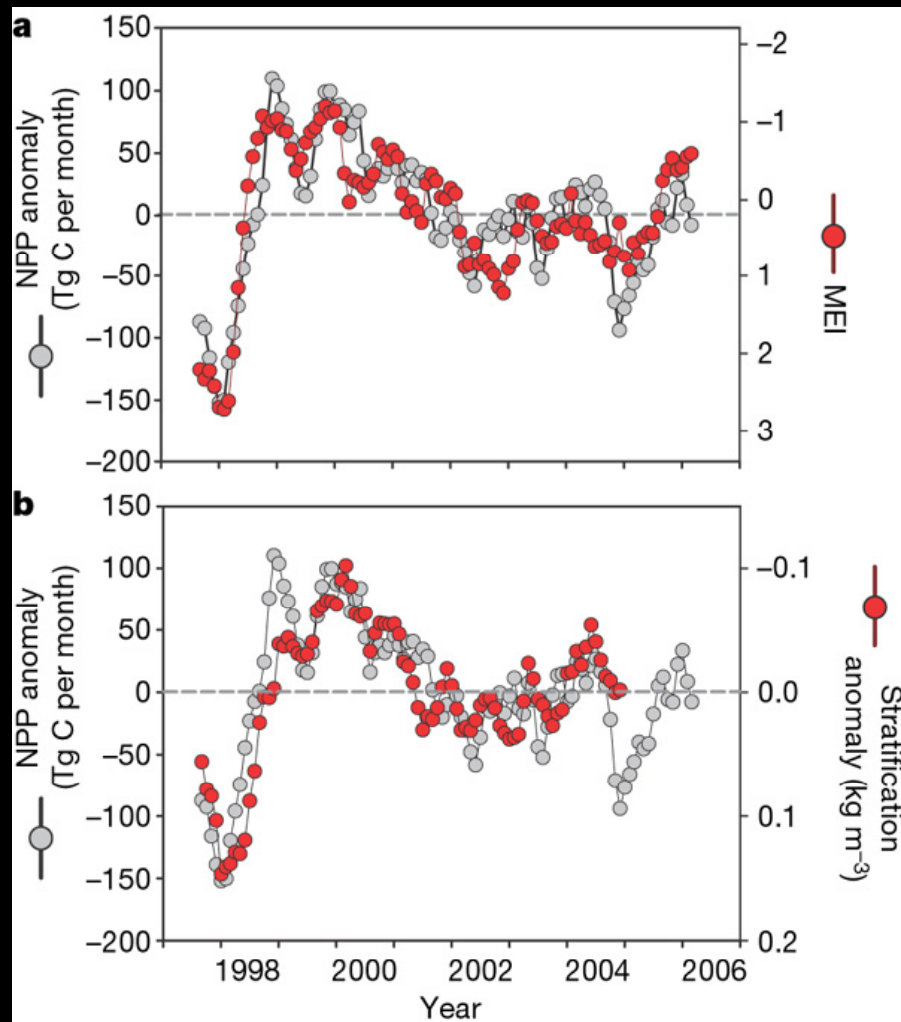 a
NPP anomaly
(Tg C per month)
150
100
50
0
−50
−100
−150
−200
−2
−1
0
1
2
3
MEI
b
NPP anomaly
(Tg C per month)
150
100
50
0
−50
−100
−150
−200
−0.1
0.0
0.1
0.2
Stratification
anomaly (kg m⁻³)
1998 2000 2002 2004 2006
Year